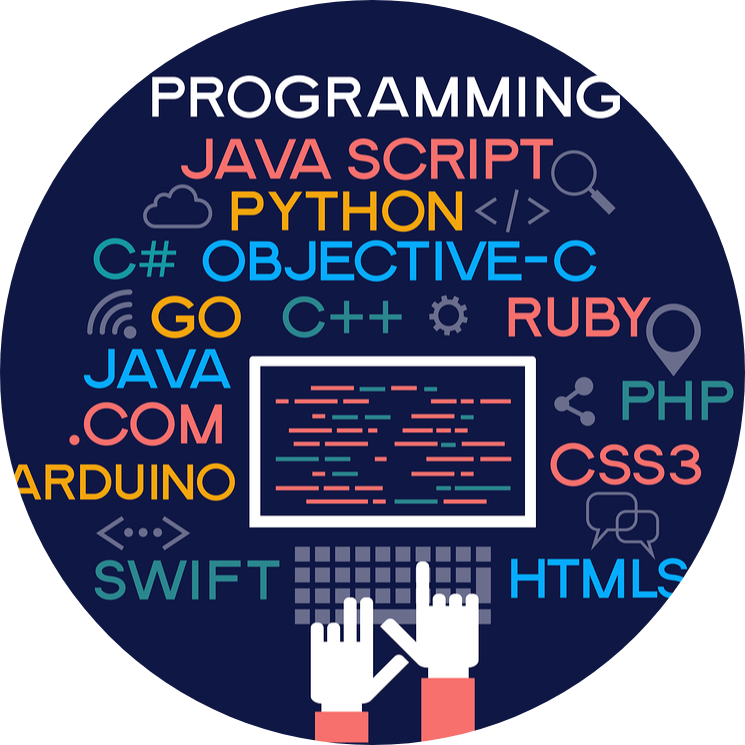 PROGRAMMING
JAVA SCRIPT
PYTHON </>
C# OBJECTIVE-C
GO C++ RUBY
JAVA
PHP
.COM
CSS3
ARDUINO
<...>
SWIFT HTMLS